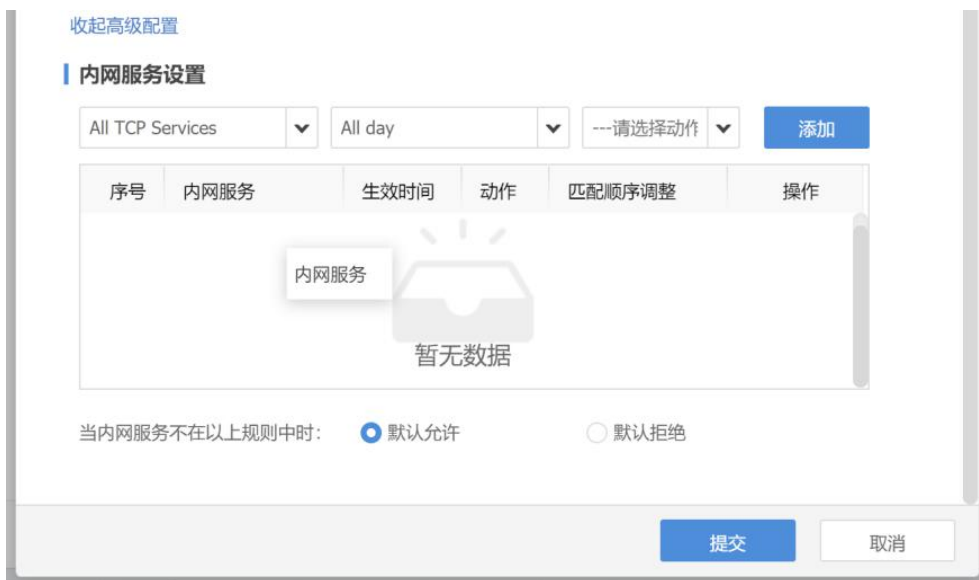 收起高级配置
内网服务设置
All TCP Services All day ---请选择动作 添加
序号 内网服务 生效时间 动作 匹配顺序调整 操作
内网服务
暂无数据
当内网服务不在以上规则中时: 默认允许 默认拒绝
提交 取消